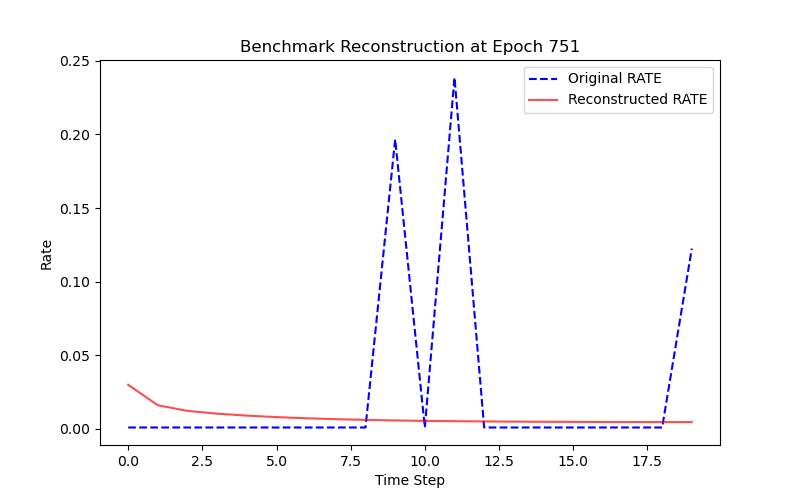 Benchmark Reconstruction at Epoch 751
Original RATE
Reconstructed RATE
0.25
0.20
0.15
0.10
0.05
0.00
Rate
0.0 2.5 5.0 7.5 10.0 12.5 15.0 17.5
Time Step